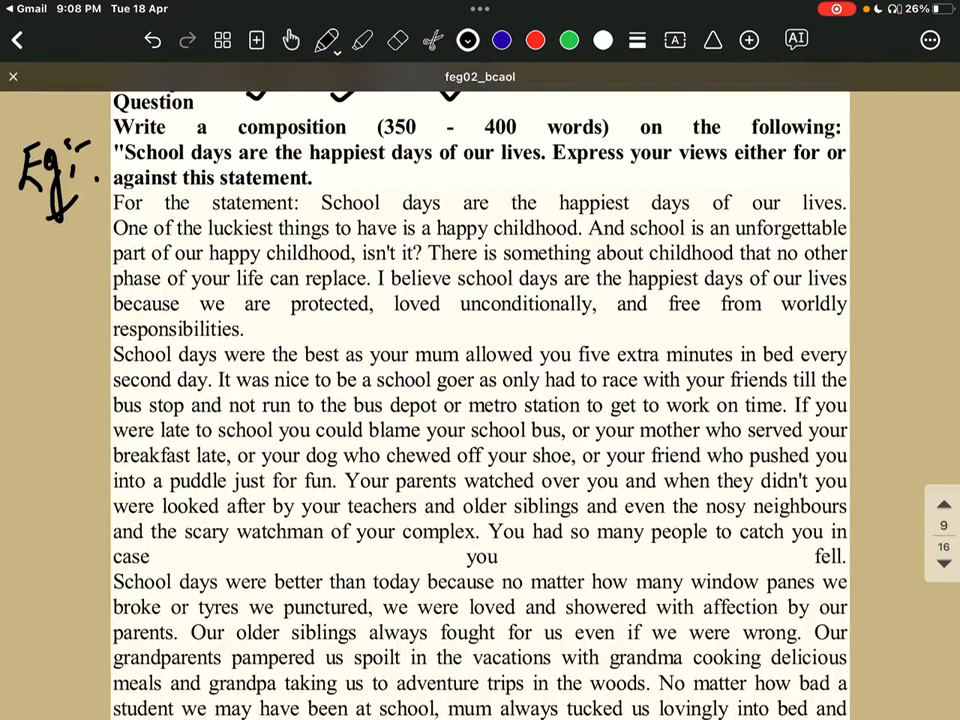 Gmail 9:08 PM Tue 18 Apr 26%
A AI
feg02_bcaol
Question
Write a composition (350 - 400 words) on the following:
"School days are the happiest days of our lives. Express your views either for or
against this statement.
Eg:-
For the statement: School days are the happiest days of our lives.
One of the luckiest things to have is a happy childhood. And school is an unforgettable
part of our happy childhood, isn't it? There is something about childhood that no other
phase of your life can replace. I believe school days are the happiest days of our lives
because we are protected, loved unconditionally, and free from worldly
responsibilities.
School days were the best as your mum allowed you five extra minutes in bed every
second day. It was nice to be a school goer as only had to race with your friends till the
bus stop and not run to the bus depot or metro station to get to work on time. If you
were late to school you could blame your school bus, or your mother who served your
breakfast late, or your dog who chewed off your shoe, or your friend who pushed you
into a puddle just for fun. Your parents watched over you and when they didn't you
were looked after by your teachers and older siblings and even the nosy neighbours
and the scary watchman of your complex. You had so many people to catch you in
case you fell.
School days were better than today because no matter how many window panes we
broke or tyres we punctured, we were loved and showered with affection by our
parents. Our older siblings always fought for us even if we were wrong. Our
grandparents pampered us spoilt in the vacations with grandma cooking delicious
meals and grandpa taking us to adventure trips in the woods. No matter how bad a
student we may have been at school, mum always tucked us lovingly into bed and
9
16